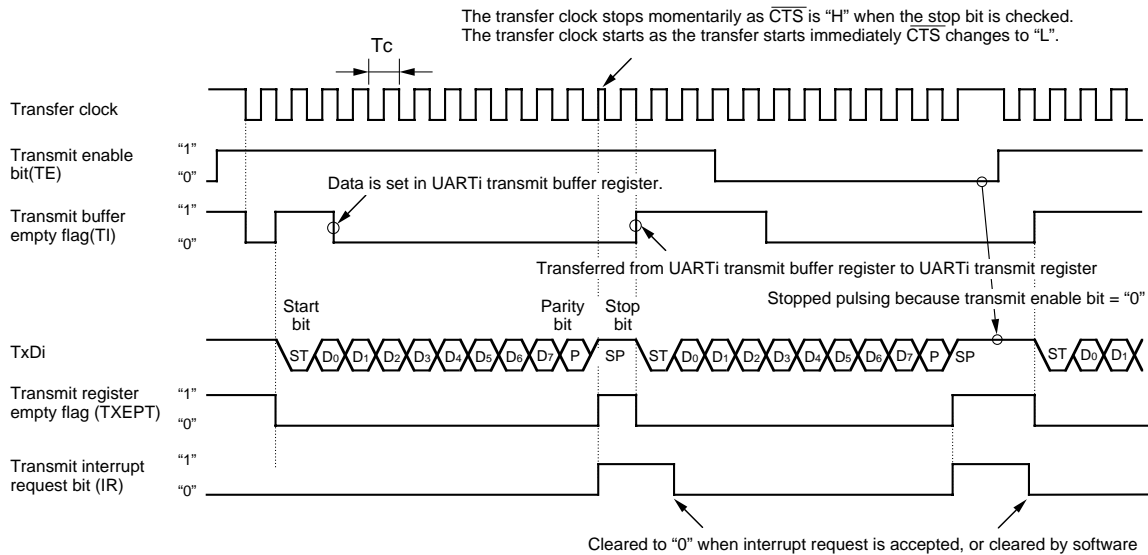 The transfer clock stops momentarily as CTS is “H” when the stop bit is checked.
The transfer clock starts as the transfer starts immediately CTS changes to “L”.
Tc
Transfer clock
Transmit enable
bit(TE)
“1”
“0”
Data is set in UARTi transmit buffer register.
Transmit buffer
empty flag(TI)
“1”
“0”
Transferred from UARTi transmit buffer register to UARTi transmit register
Stopped pulsing because transmit enable bit = “0”
Start
bit
Parity
bit
Stop
bit
TxDi
ST D0 D1 D2 D3 D4 D5 D6 D7 P SP ST D0 D1 D2 D3 D4 D5 D6 D7 P SP ST D0 D1
Transmit register
empty flag (TXEPT)
“1”
“0”
Transmit interrupt
request bit (IR)
“1”
“0”
Cleared to “0” when interrupt request is accepted, or cleared by software